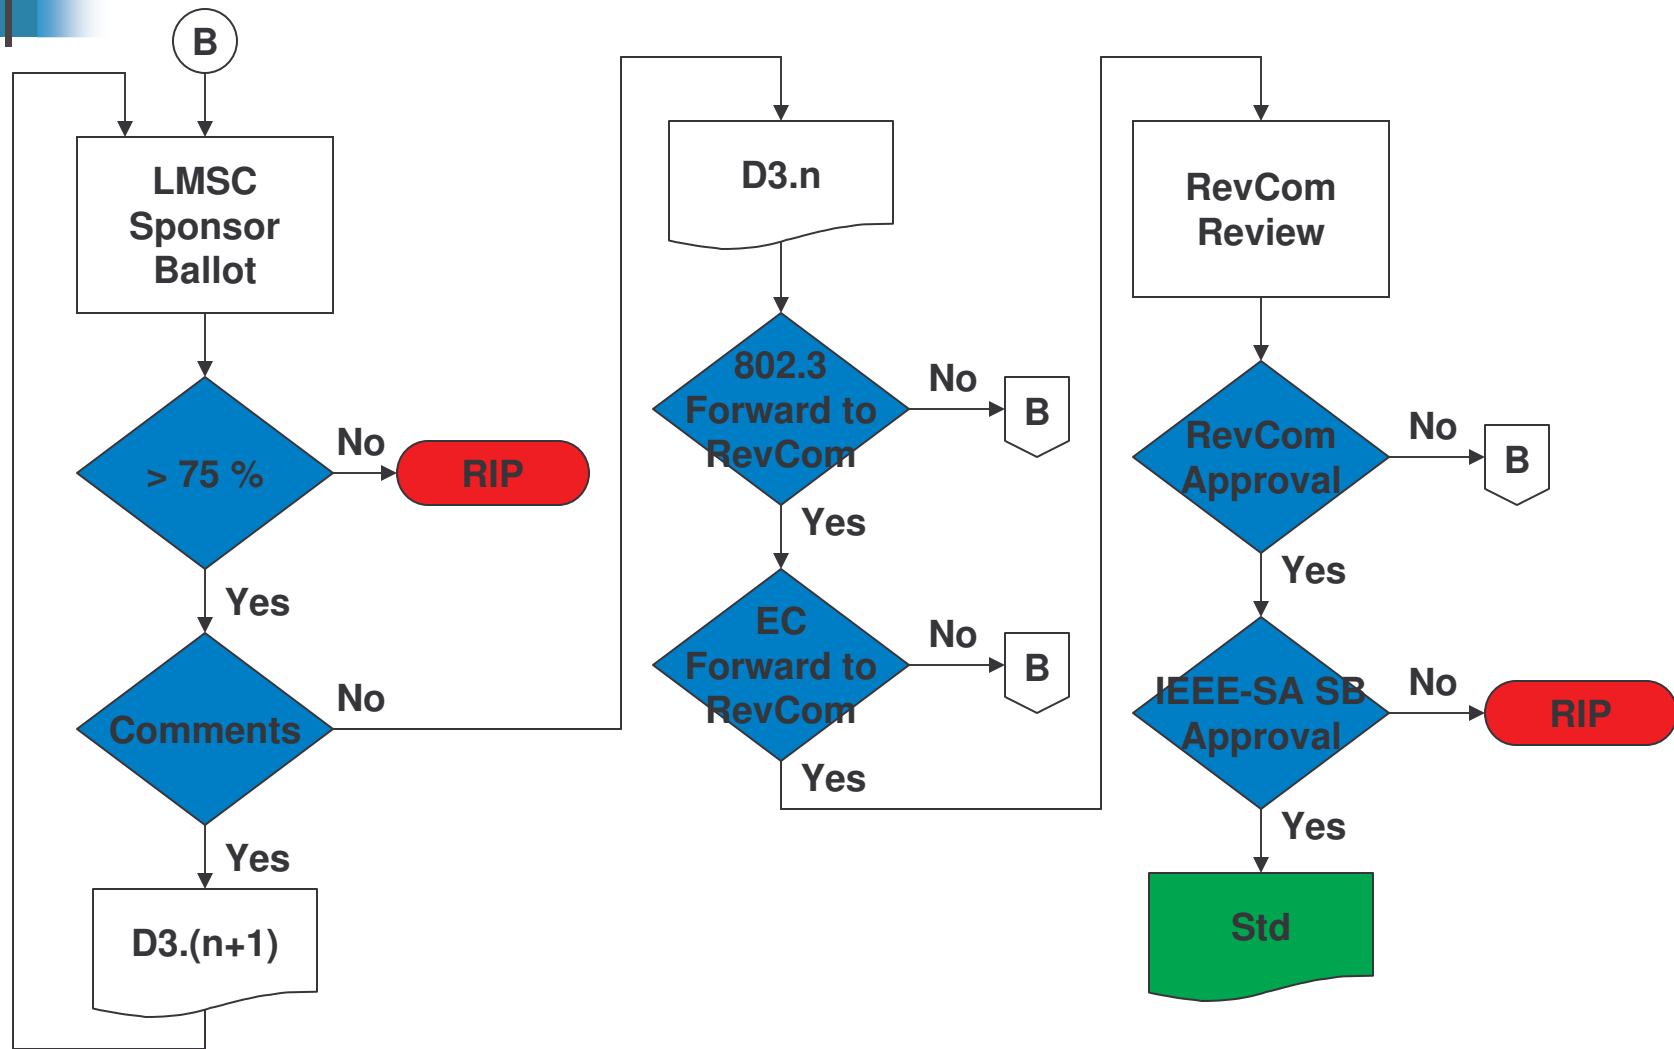 B
LMSC
Sponsor
Ballot
> 75 %
No
RIP
Yes
Comments
No
Yes
D3.(n+1)
D3.n
802.3
Forward to
RevCom
No
B
Yes
EC
Forward to
RevCom
No
B
Yes
RevCom
Review
RevCom
Approval
No
B
Yes
IEEE-SA SB
Approval
No
RIP
Yes
Std